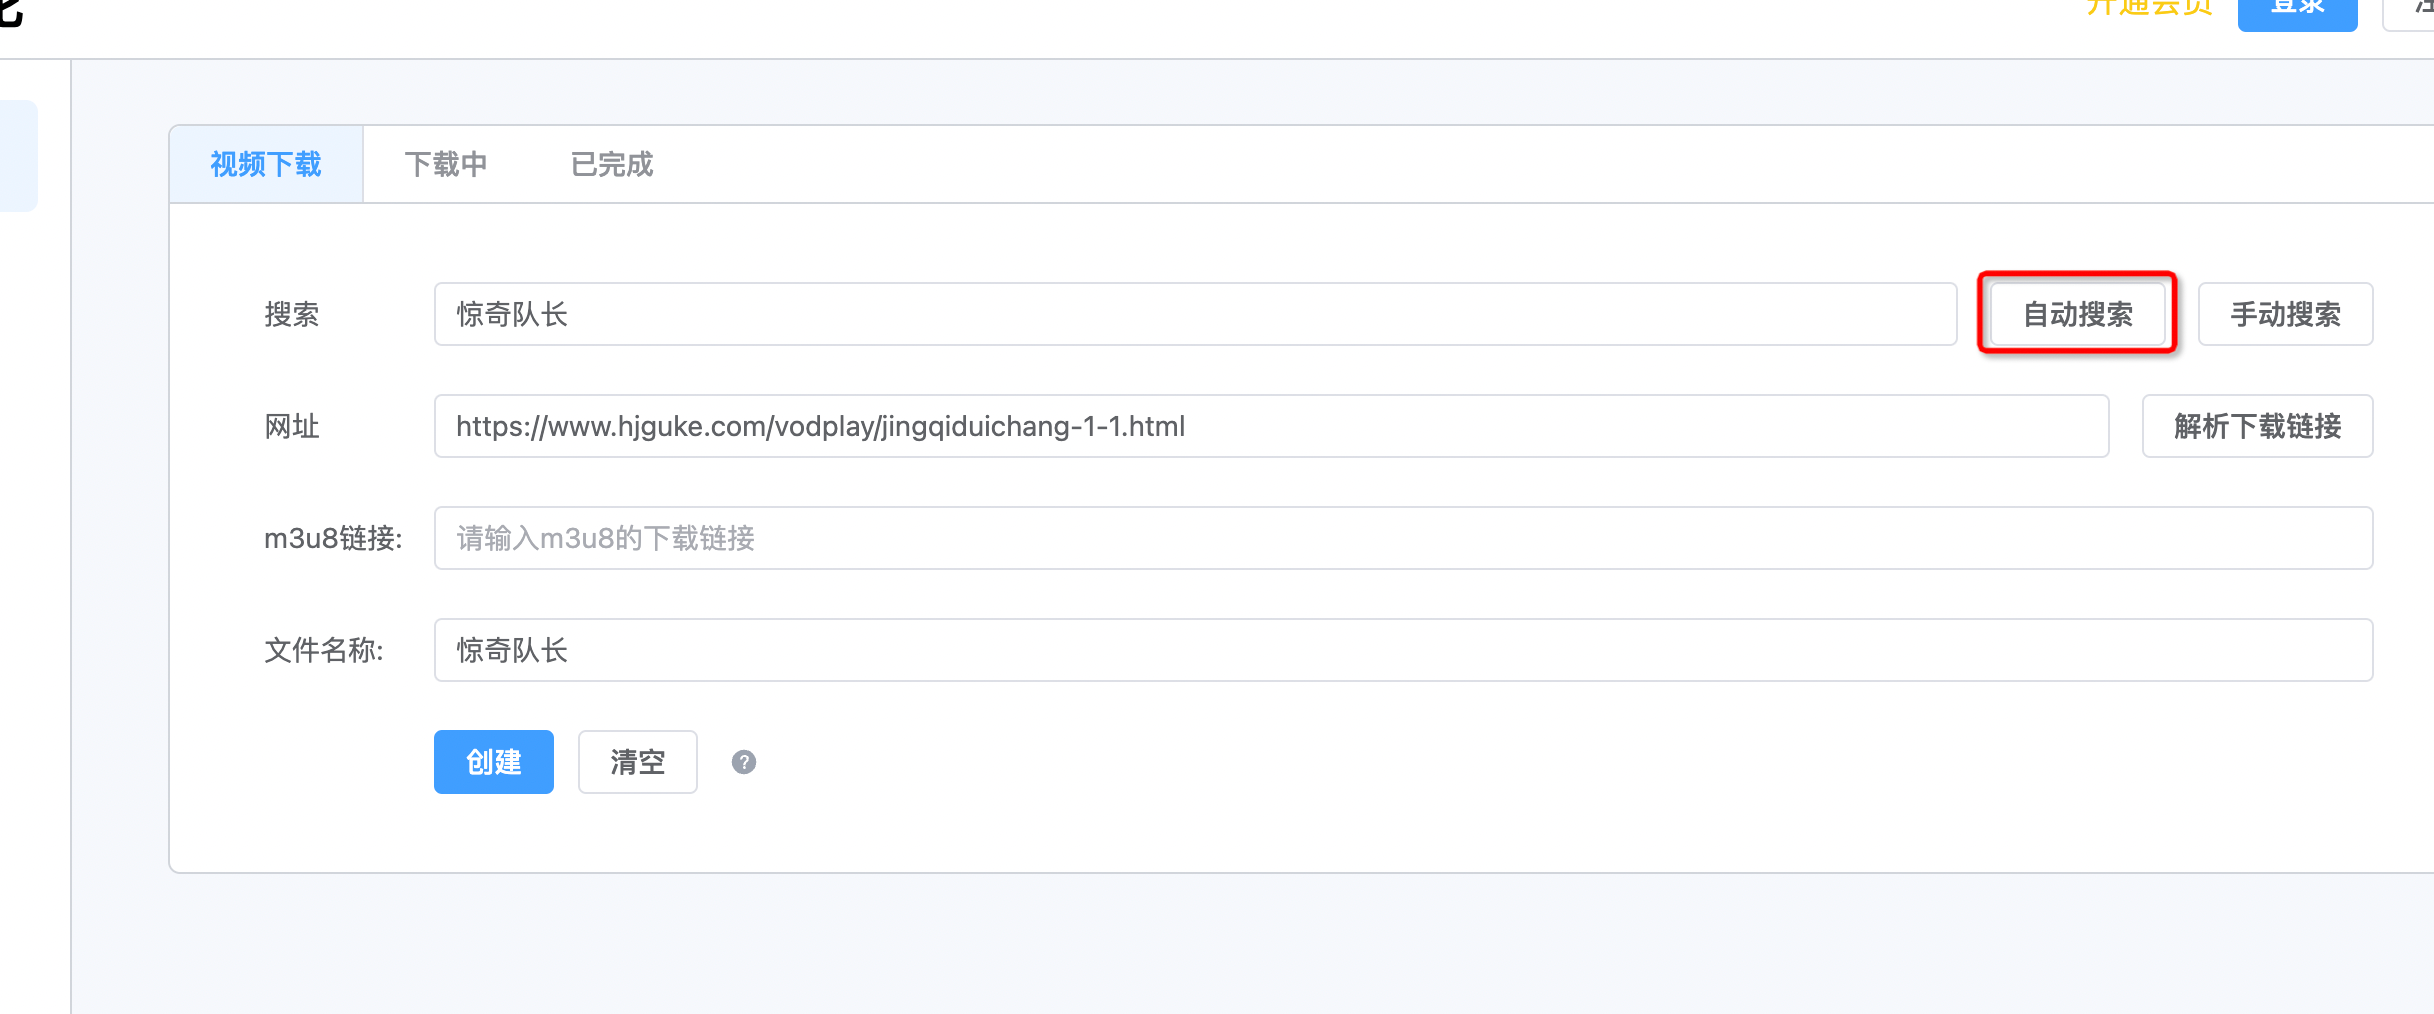 开通会员 登录
视频下载 下载中 已完成
搜索 惊奇队长 自动搜索 手动搜索
网址 https://www.hjguke.com/vodplay/jingqiduichang-1-1.html 解析下载链接
m3u8链接: 请输入m3u8的下载链接
文件名称: 惊奇队长
创建 清空 ?